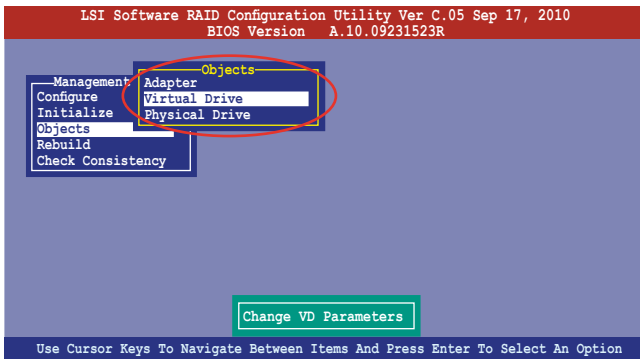 LSI Software RAID Configuration Utility Ver C.05 Sep 17, 2010
BIOS Version A.10.09231523R
Management
Configure
Initialize
Objects
Rebuild
Check Consistency
Objects
Adapter
Virtual Drive
Physical Drive
Change VD Parameters
Use Cursor Keys To Navigate Between Items And Press Enter To Select An Option